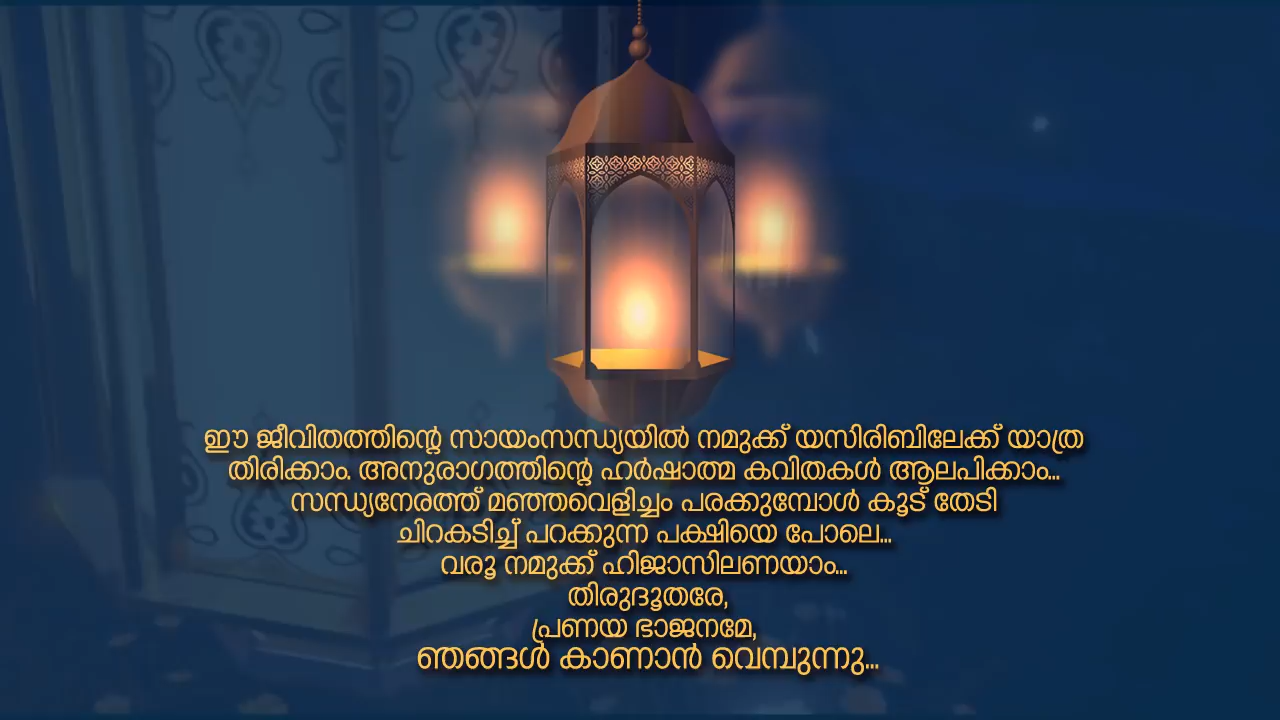 ഈ ജീവിതത്തിന്റെ സായംസന്ധ്യയിൽ നമുക്ക് യസിരിബിലേക്ക് യാത്ര
തിരിക്കാം. അനുരാഗത്തിന്റേ ഹർഷാത്മ കവിതകൾ ആലപിക്കാം...
സന്ധ്യനേരത്ത് മഞ്ഞവെളിച്ചം പരക്കുമ്പോൾ കൂട് തേടി
ചിറകടിച്ച് പറക്കുന്ന പക്ഷിയെ പോലെ...
വരൂ നമുക്ക് ഹിജാസിലണയാം...
തിരുദൂതരേ,
പ്രണയ ഭാജനമേ,
ഞങ്ങൾ കാണാൻ വെമ്പുന്നു...